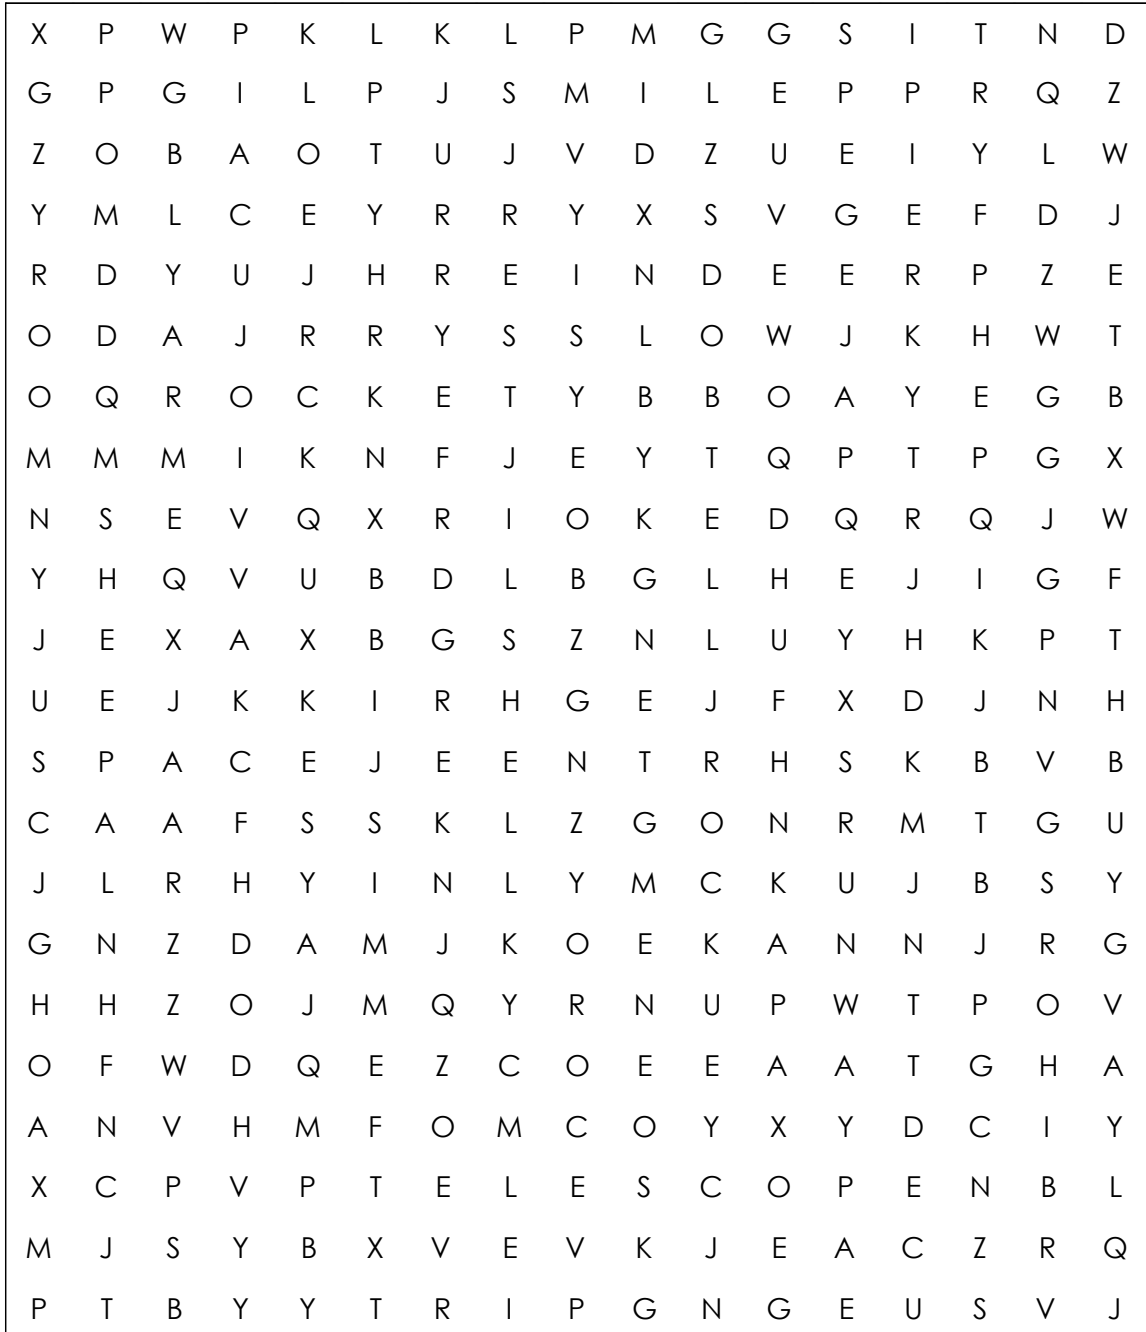 X P W P K L K L P M G G S I T N D
G P G I L P J S M I L E P P R Q Z
Z O B A O T U J V D Z U E I Y L W
Y M L C E Y R R Y X S V G E F D J
R D Y U J H R E I N D E E R P Z E
O D A J R R Y S S L O W J K H W T
O Q R O C K E T Y B B O A Y E G B
M M M I K N F J E Y T Q P T P G X
N S E V Q X R I O K E D Q R Q J W
Y H Q V U B D L B G L H E J I G F
J E X A X B G S Z N L U Y H K P T
U E J K K I R H G E J F X D J N H
S P A C E J E E N T R H S K B V B
C A A F S S K L Z G O N R M T G U
J L R H Y I N L Y M C K U J B S Y
G N Z D A M J K O E K A N N J R G
H H Z O J M Q Y R N U P W T P O V
O F W D Q E Z C O E E A A T G H A
A N V H M F O M C O Y X Y D C I Y
X C P V P T E L E S C O P E N B L
M J S Y B X V E V K J E A C Z R Q
P T B Y Y T R I P G N G E U S V J